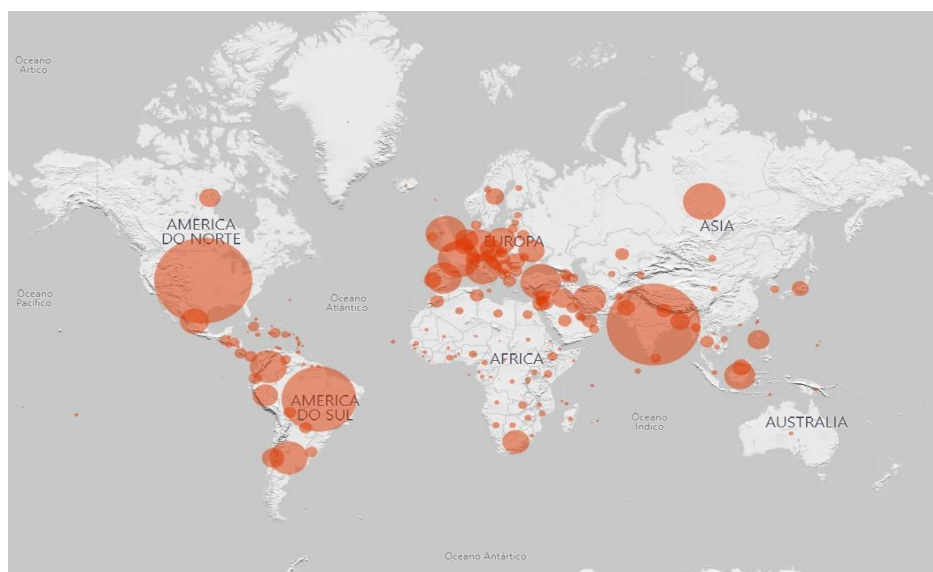 Oceano
Ártico
AMERICA
DO NORTE
EUROPA
ASIA
Oceano
Pacífico
Oceano
Atlântico
AFRICA
AMERICA
DO SUL
Oceano
Índico
AUSTRALIA
Oceano Antártico